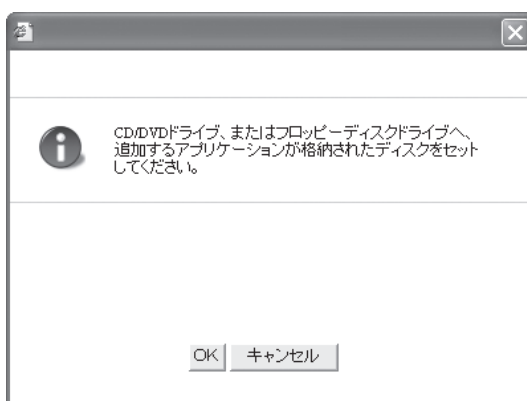 CD/DVDドライブ、またはフロッピーディスクドライブへ、
追加するアプリケーションが格納されたディスクをセット
してください。
OK キャンセル